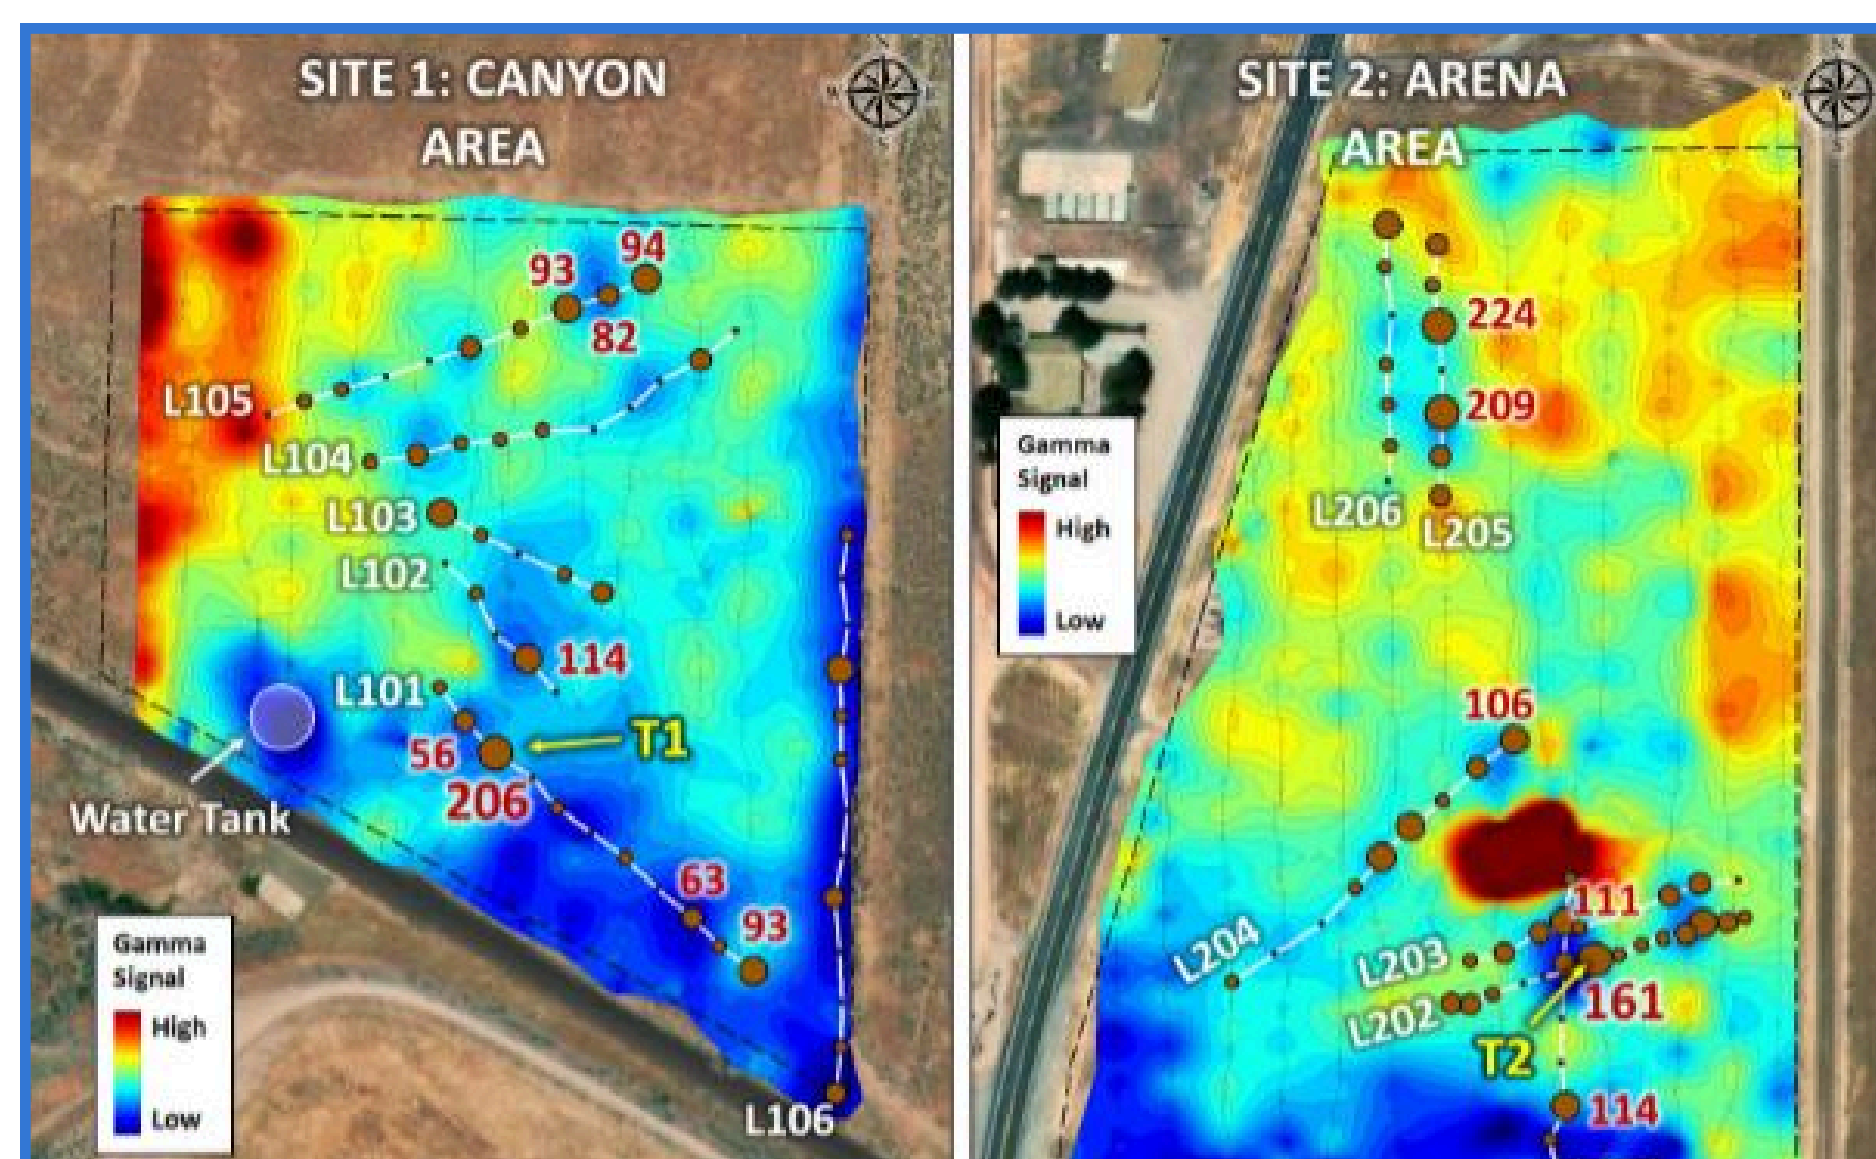 SITE 1: CANYON
AREA
94
93
82
L105
L104
L103
L102
114
L101
T1
56
206
Water Tank
63
93
Gamma
Signal
High
Low
L106
SITE 2: ARENA
AREA
224
209
Gamma
Signal
High
Low
L206
L205
106
111
L204
L203
161
L202
T2
114